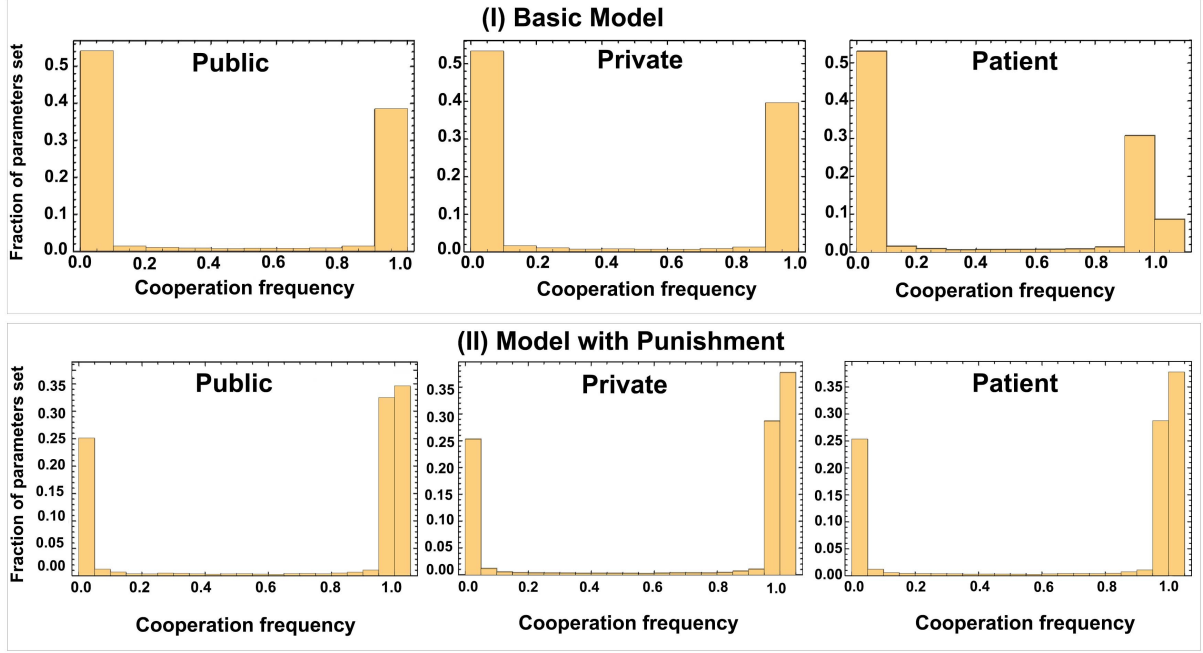 (I) Basic Model
Public
Private
Patient
Fraction of parameters set
0.5
0.4
0.3
0.2
0.1
0.0
0.0 0.2 0.4 0.6 0.8 1.0
Cooperation frequency
0.5
0.4
0.3
0.2
0.1
0.0
0.0 0.2 0.4 0.6 0.8 1.0
Cooperation frequency
0.5
0.4
0.3
0.2
0.1
0.0
0.0 0.2 0.4 0.6 0.8 1.0
Cooperation frequency
(II) Model with Punishment
Public
Private
Patient
Fraction of parameters set
0.35
0.30
0.25
0.20
0.15
0.10
0.05
0.00
0.0 0.2 0.4 0.6 0.8 1.0
Cooperation frequency
0.35
0.30
0.25
0.20
0.15
0.10
0.05
0.00
0.0 0.2 0.4 0.6 0.8 1.0
Cooperation frequency
0.35
0.30
0.25
0.20
0.15
0.10
0.05
0.00
0.0 0.2 0.4 0.6 0.8 1.0
Cooperation frequency